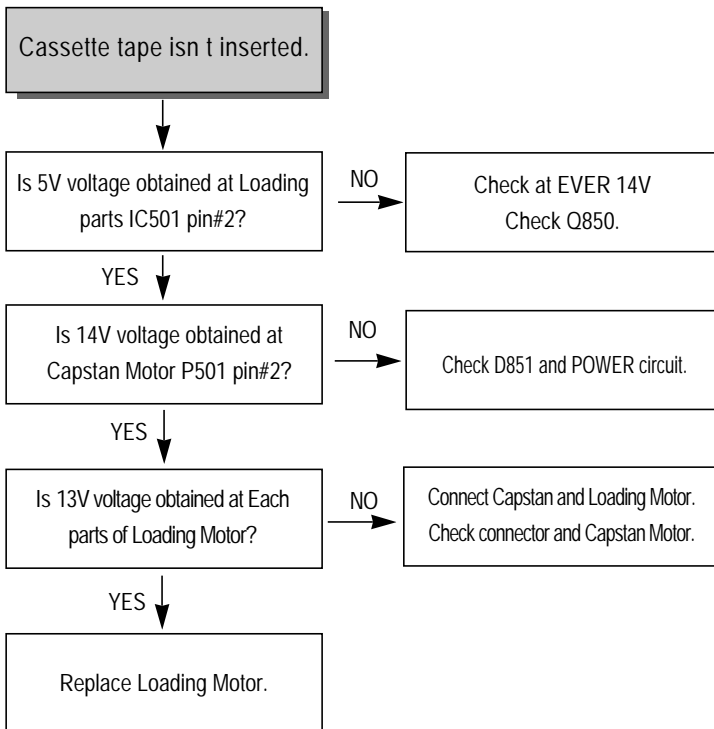 Cassette tape isn t inserted.
Is 5V voltage obtained at Loading
parts IC501 pin#2?
NO
Check at EVER 14V
Check Q850.
YES
Is 14V voltage obtained at
Capstan Motor P501 pin#2?
NO
Check D851 and POWER circuit.
YES
Is 13V voltage obtained at Each
parts of Loading Motor?
NO
Connect Capstan and Loading Motor.
Check connector and Capstan Motor.
YES
Replace Loading Motor.